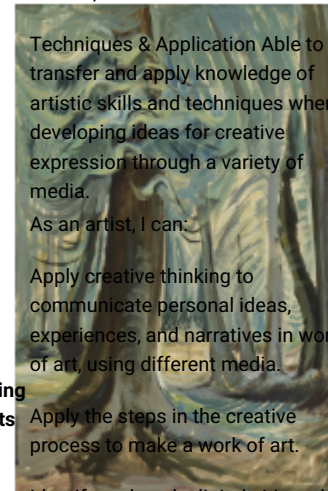 Techniques & Application Able to
transfer and apply knowledge of
artistic skills and techniques when
developing ideas for creative
expression through a variety of
media.
As an artist, I can:
Apply creative thinking to
communicate personal ideas,
experiences, and narratives in wor
of art, using different media.
ing
Apply the steps in the creative
ts
process to make a work of art.